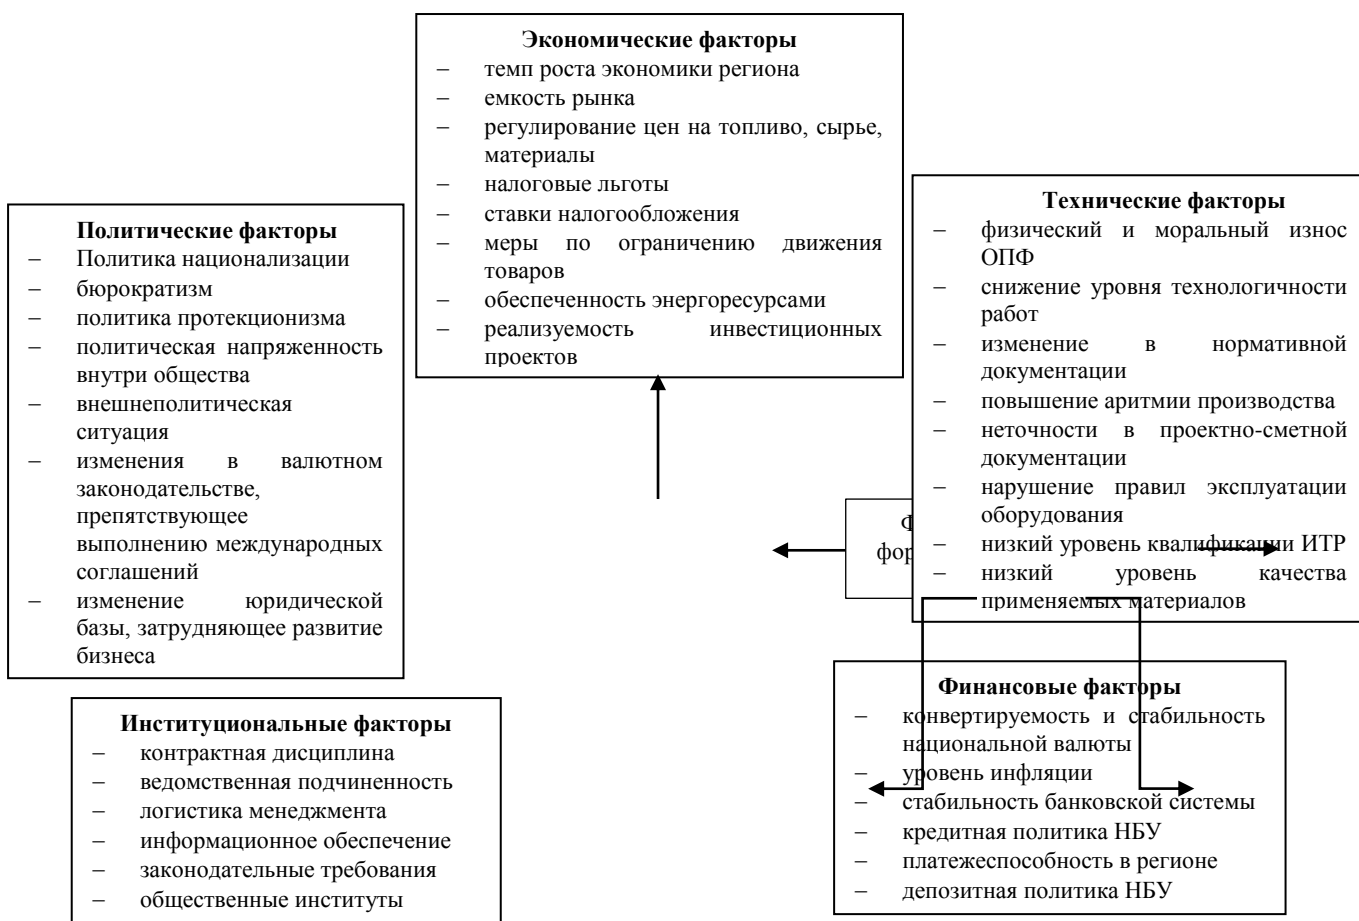 Экономические факторы
– темп роста экономики региона
– емкость рынка
– регулирование цен на топливо, сырье,
материалы
– налоговые льготы
– ставки налогообложения
– меры по ограничению движения
товаров
– обеспеченность энергоресурсами
– реализуемость инвестиционных
проектов
Политические факторы
– Политика национализации
– бюрократизм
– политика протекционизма
– политическая напряженность
внутри общества
– внешнеполитическая
ситуация
– изменения в валютном
законодательстве,
препятствующее
выполнению международных
соглашений
– изменение юридической
базы, затрудняющее развитие
бизнеса
Технические факторы
– физический и моральный износ
ОПФ
– снижение уровня технологичности
работ
– изменение в нормативной
документации
– повышение аритмии производства
– неточности в проектно-сметной
документации
– нарушение правил эксплуатации
оборудования
– низкий уровень квалификации ИТР
– низкий уровень качества
применяемых материалов
Институциональные факторы
– контрактная дисциплина
– ведомственная подчиненность
– логистика менеджмента
– информационное обеспечение
– законодательные требования
– общественные институты
Финансовые факторы
– конвертируемость и стабильность
национальной валюты
– уровень инфляции
– стабильность банковской системы
– кредитная политика НБУ
– платежеспособность в регионе
– депозитная политика НБУ